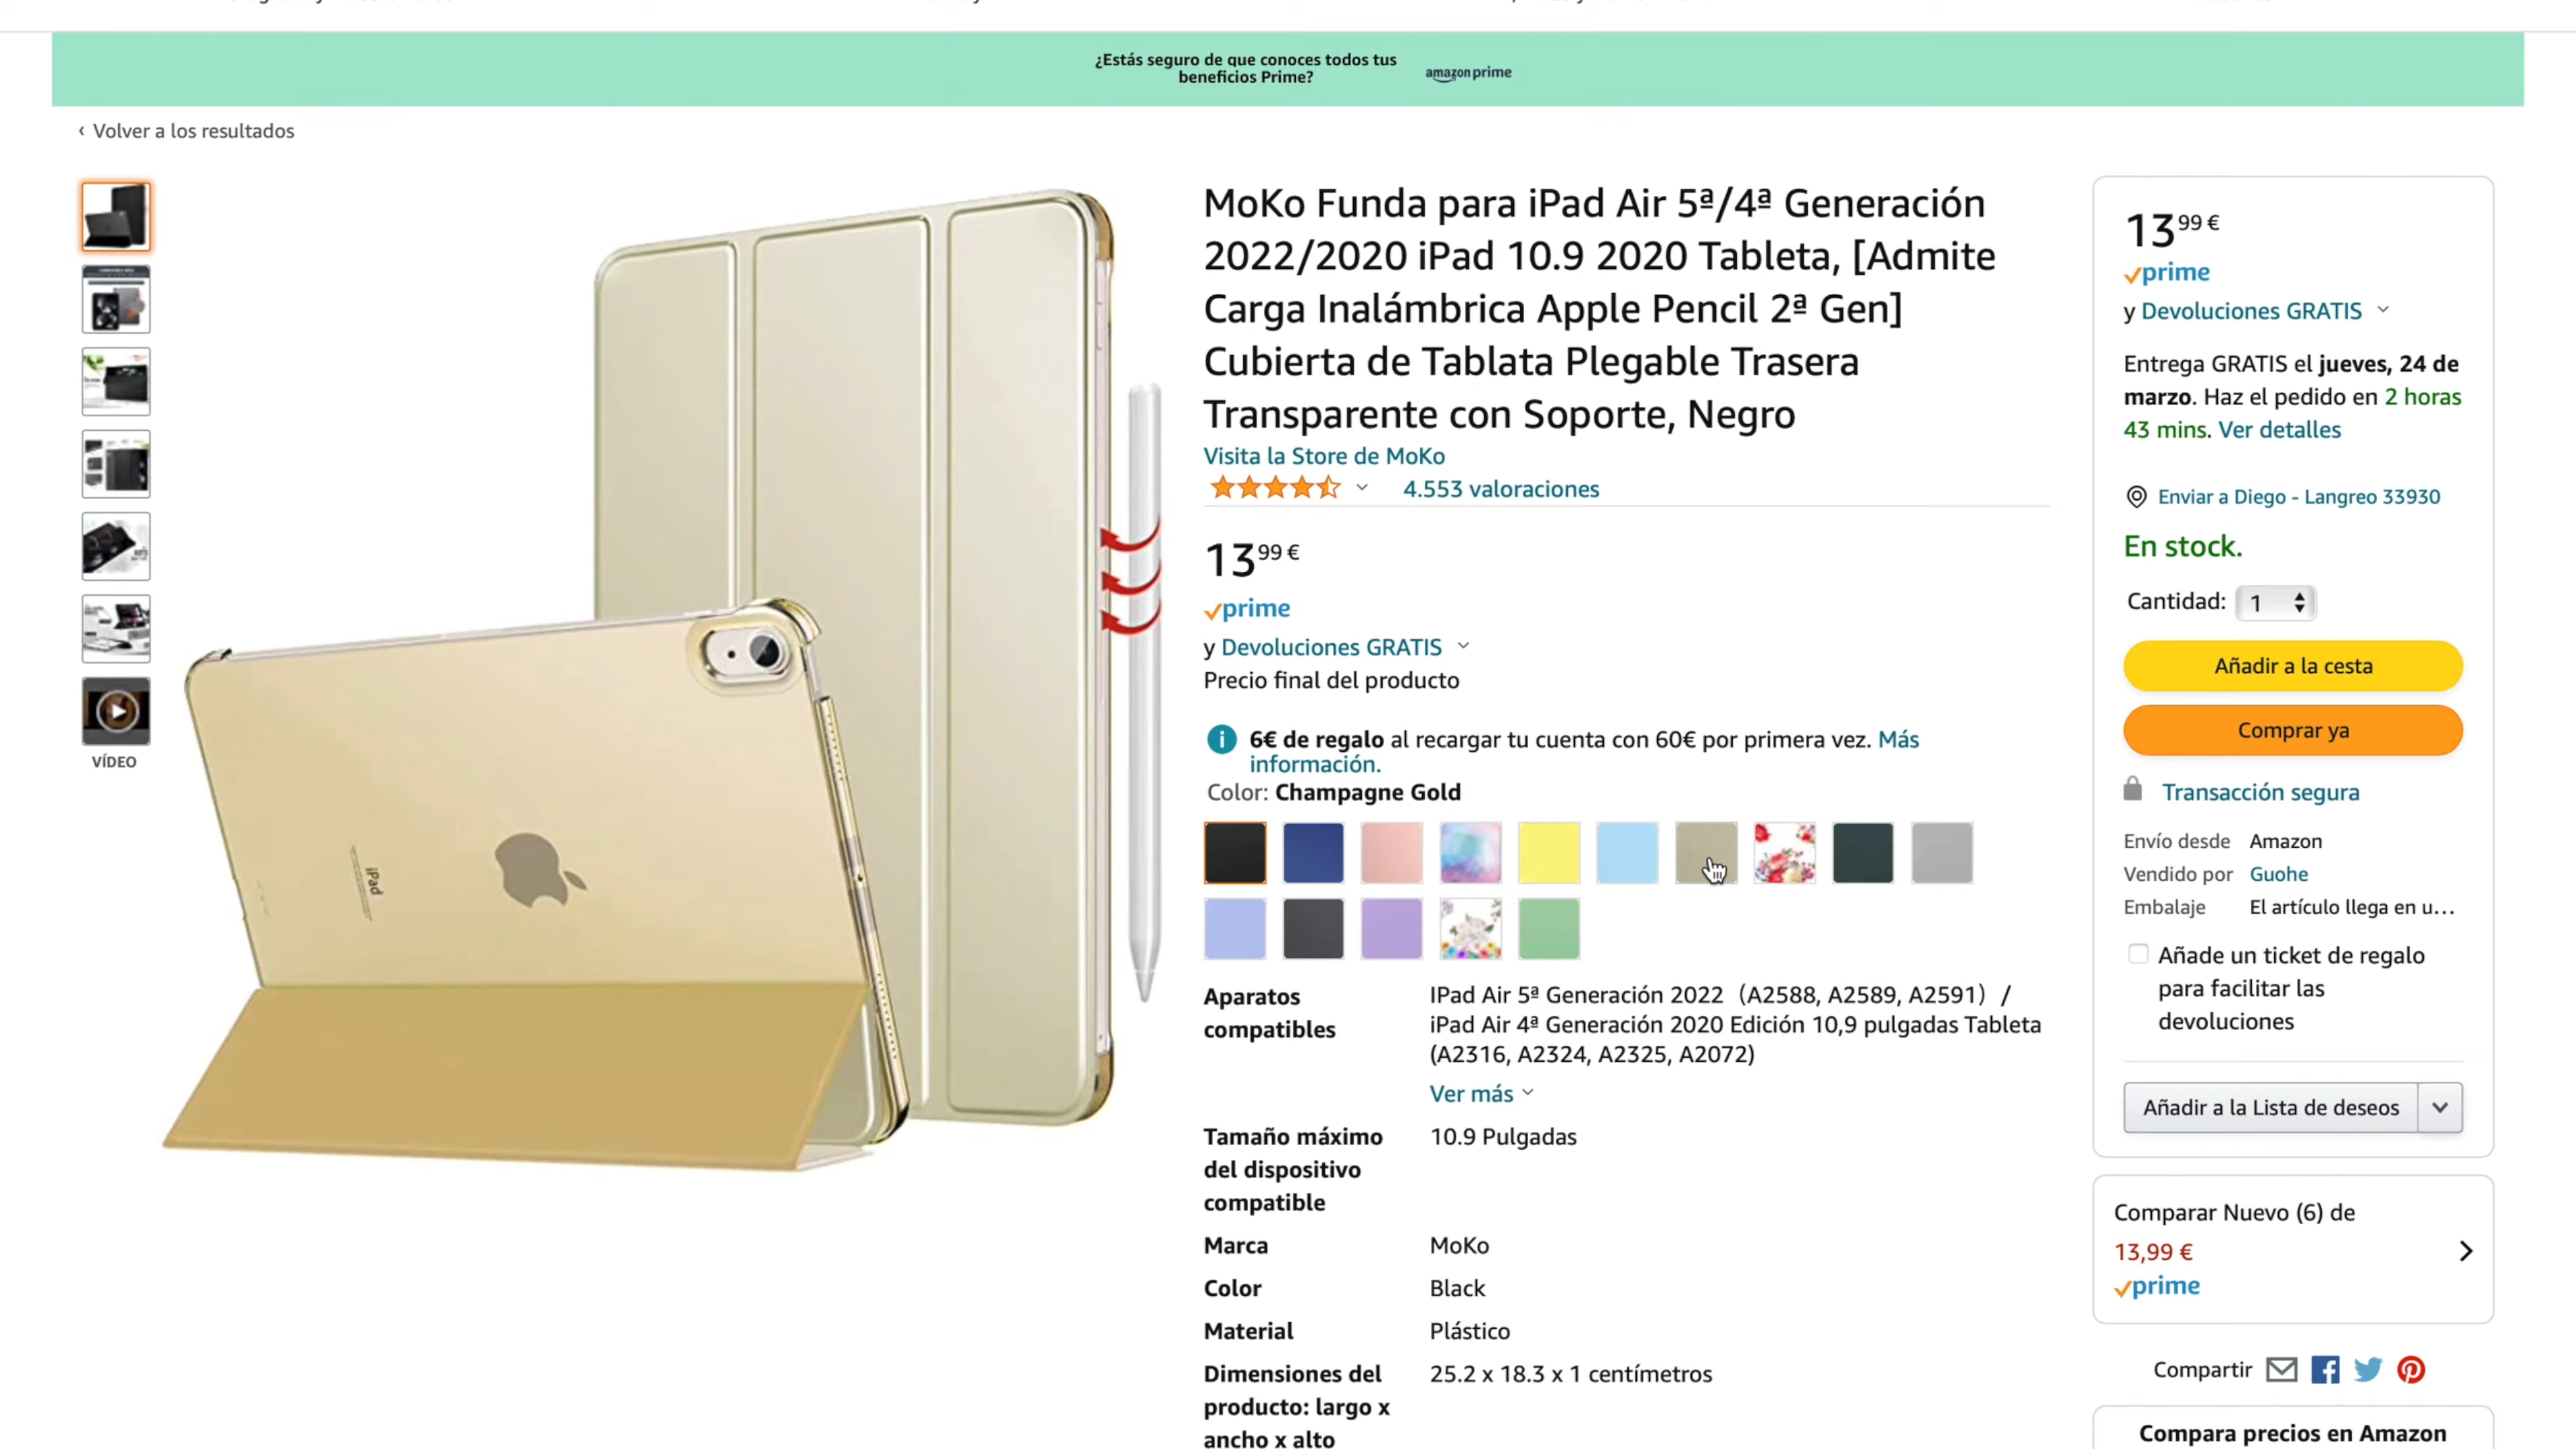 ¿Estás seguro de que conoces todos tus
beneficios Prime?
amazon prime
‹ Volver a los resultados
VÍDEO
iPad
MoKo Funda para iPad Air 5ª/4ª Generación
2022/2020 iPad 10.9 2020 Tableta, [Admite
Carga Inalámbrica Apple Pencil 2ª Gen]
Cubierta de Tablata Plegable Trasera
Transparente con Soporte, Negro
Visita la Store de MoKo
4.553 valoraciones
13 99 €
prime
y Devoluciones GRATIS
Precio final del producto
6€ de regalo al recargar tu cuenta con 60€ por primera vez. Más
información.
Color: Champagne Gold
Aparatos
compatibles
IPad Air 5ª Generación 2022（A2588, A2589, A2591）/
iPad Air 4ª Generación 2020 Edición 10,9 pulgadas Tableta
(A2316, A2324, A2325, A2072)
Ver más
Tamaño máximo
del dispositivo
compatible
10.9 Pulgadas
Marca
MoKo
Color
Black
Material
Plástico
Dimensiones del
producto: largo x
ancho x alto
25.2 x 18.3 x 1 centímetros
13 99 €
prime
y Devoluciones GRATIS
Entrega GRATIS el jueves, 24 de
marzo. Haz el pedido en 2 horas
43 mins. Ver detalles
Enviar a Diego - Langreo 33930
En stock.
Cantidad: 1
Añadir a la cesta
Comprar ya
Transacción segura
Envío desde Amazon
Vendido por Guohe
Embalaje El artículo llega en u…
Añade un ticket de regalo
para facilitar las
devoluciones
Añadir a la Lista de deseos
Comparar Nuevo (6) de
13,99 €
prime
Compartir
Compara precios en Amazon